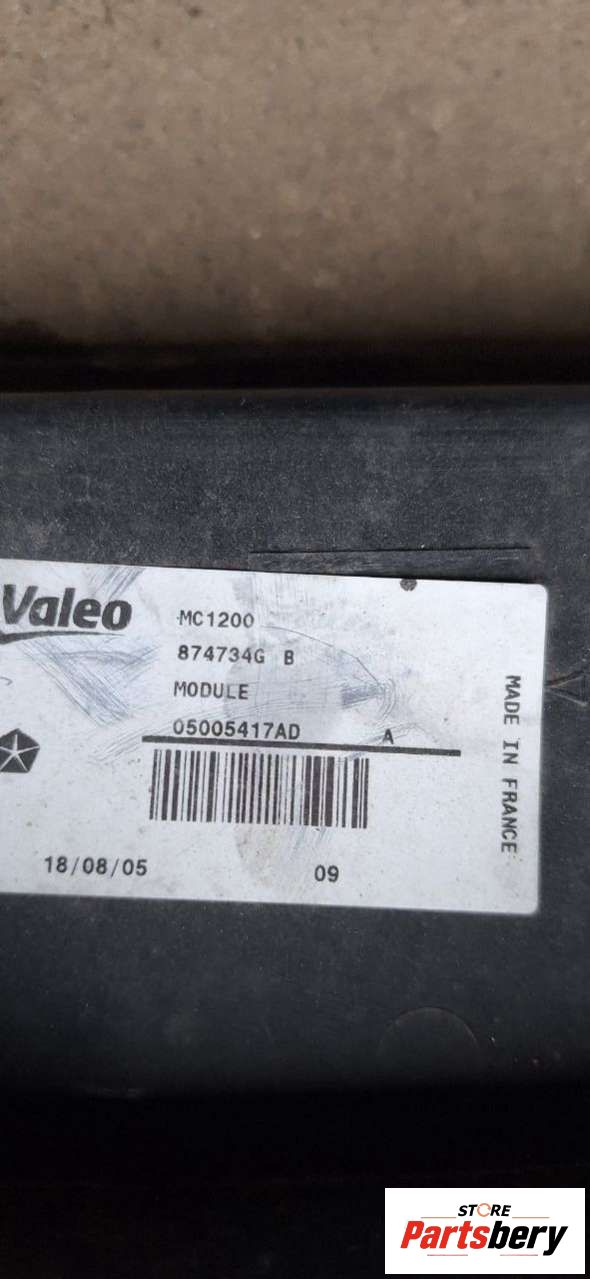 Valeo
MC1200
874734G B
MODULE
05005417AD A
MADE IN FRANCE
18/08/05 09
STORE
Partsbery